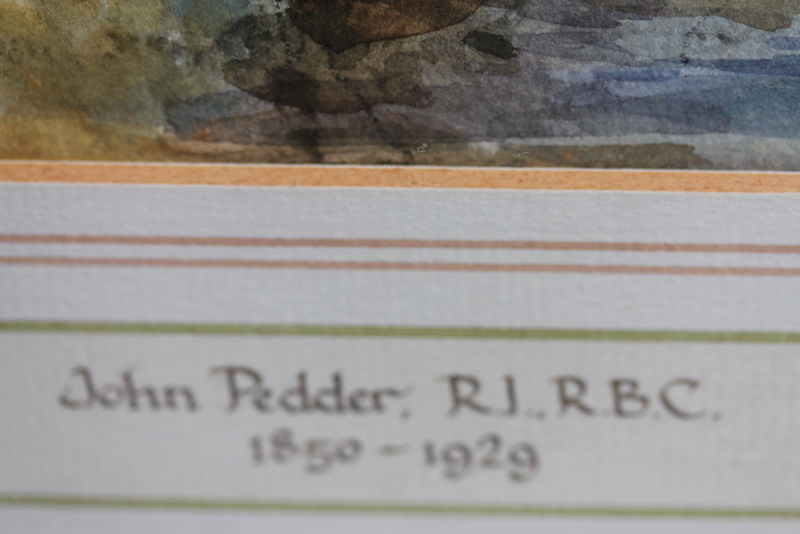 John Pedder, R.I., R.B.C.
1850 - 1929